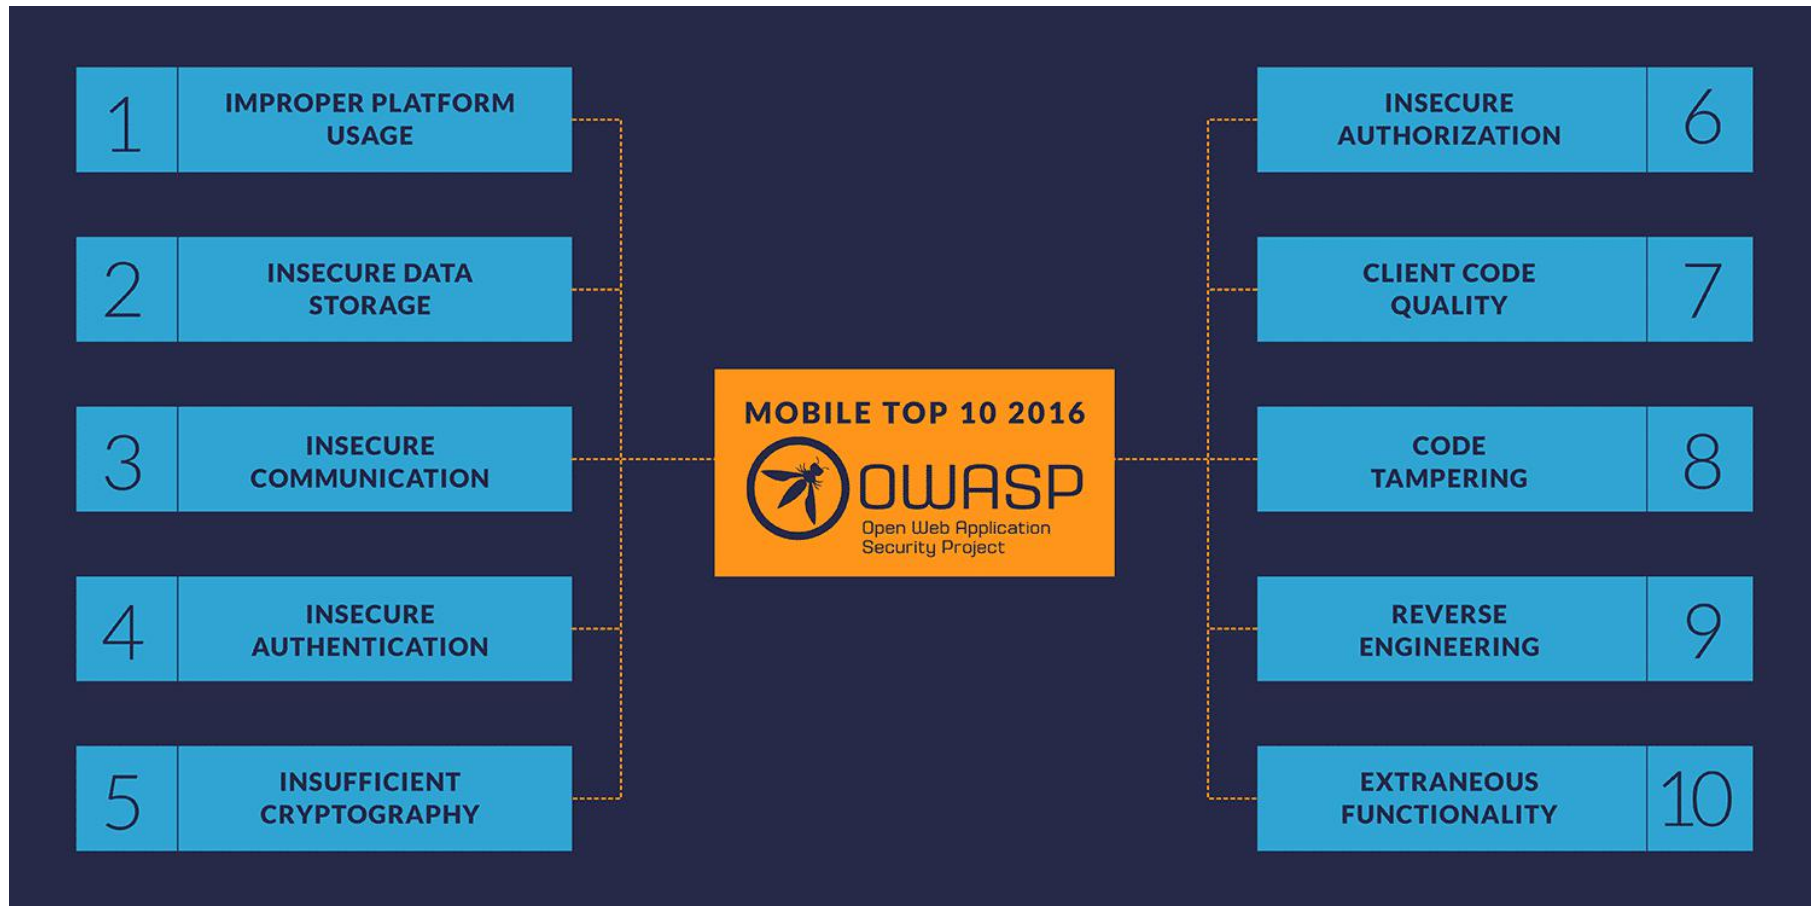 1
IMPROPER PLATFORM
USAGE
2
INSECURE DATA
STORAGE
3
INSECURE
COMMUNICATION
4
INSECURE
AUTHENTICATION
5
INSUFFICIENT
CRYPTOGRAPHY
MOBILE TOP 10 2016
OWASP
Open Web Application
Security Project
INSECURE
AUTHORIZATION
6
CLIENT CODE
QUALITY
7
CODE
TAMPERING
8
REVERSE
ENGINEERING
9
EXTRANEOUS
FUNCTIONALITY
10